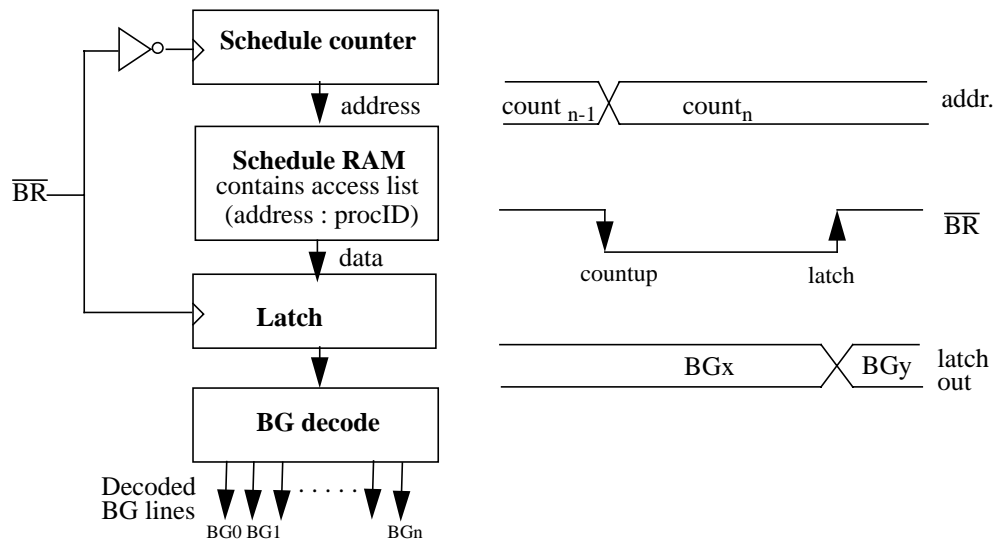 Schedule counter
address
Schedule RAM
contains access list
(address : procID)
BR
data
Latch
BG decode
Decoded
BG lines
. . . . . .
BG0 BG1 BGn
count n-1 countn addr.
BR
countup latch
BGx BGy latch
out